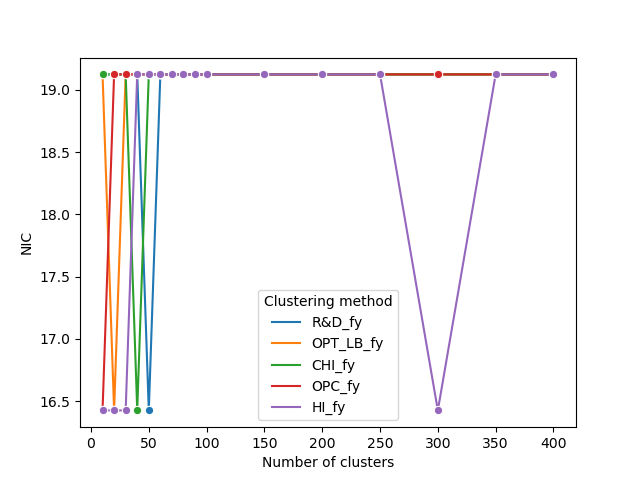 19.0
18.5
18.0
17.5
17.0
16.5
NIC
Clustering method
R&D_fy
OPT_LB_fy
CHI_fy
OPC_fy
HI_fy
0 50 100 150 200 250 300 350 400
Number of clusters